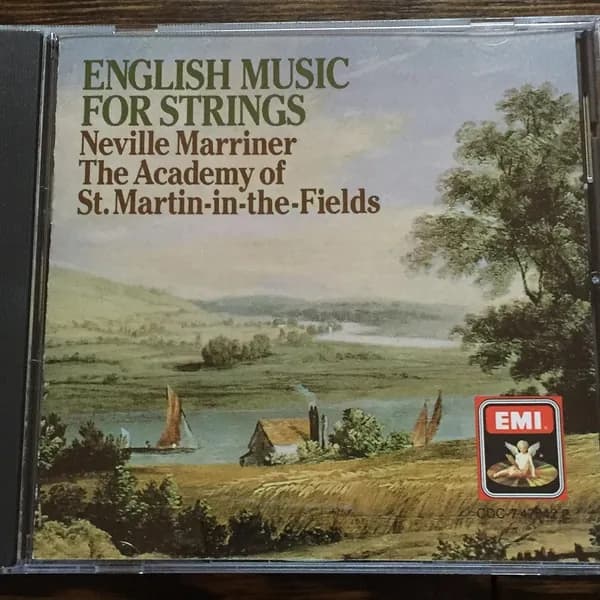 ENGLISH MUSIC
FOR STRINGS
Neville Marriner
The Academy of
St. Martin-in-the-Fields
EMI